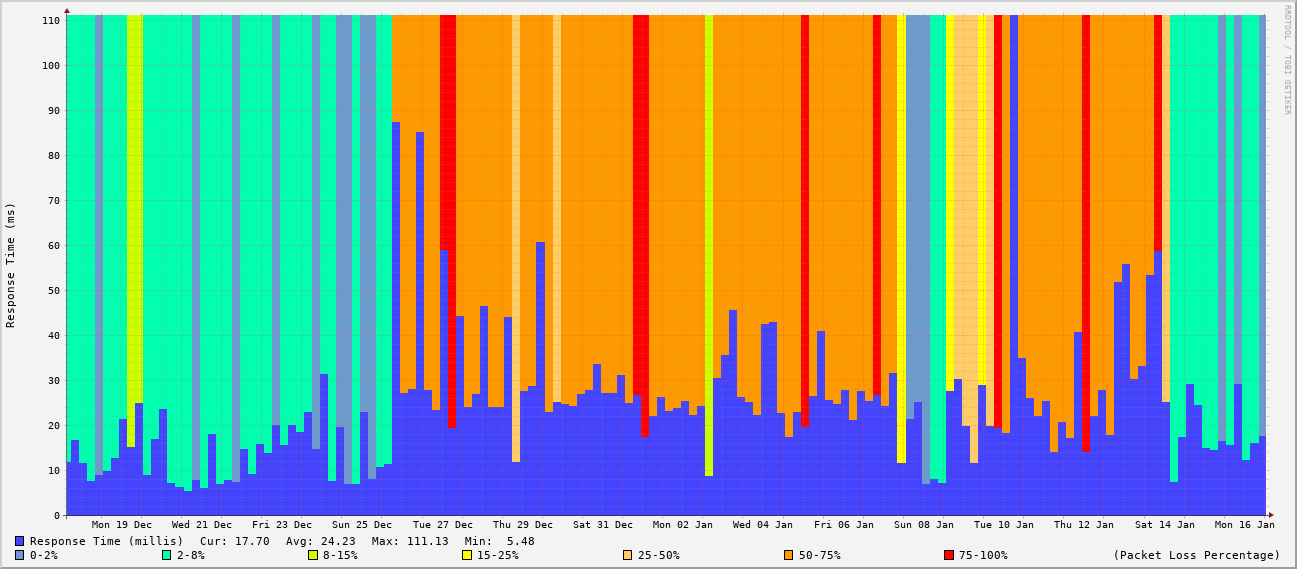 RRDTOOL / TOBI OETIKER
Response Time (ms)
110
100
90
80
70
60
50
40
30
20
10
0
Mon 19 Dec Wed 21 Dec Fri 23 Dec Sun 25 Dec Tue 27 Dec Thu 29 Dec Sat 31 Dec Mon 02 Jan Wed 04 Jan Fri 06 Jan Sun 08 Jan Tue 10 Jan Thu 12 Jan Sat 14 Jan Mon 16 Jan
Response Time (millis) Cur: 17.70 Avg: 24.23 Max: 111.13 Min: 5.48
0-2% 2-8% 8-15% 15-25% 25-50% 50-75% 75-100% (Packet Loss Percentage)